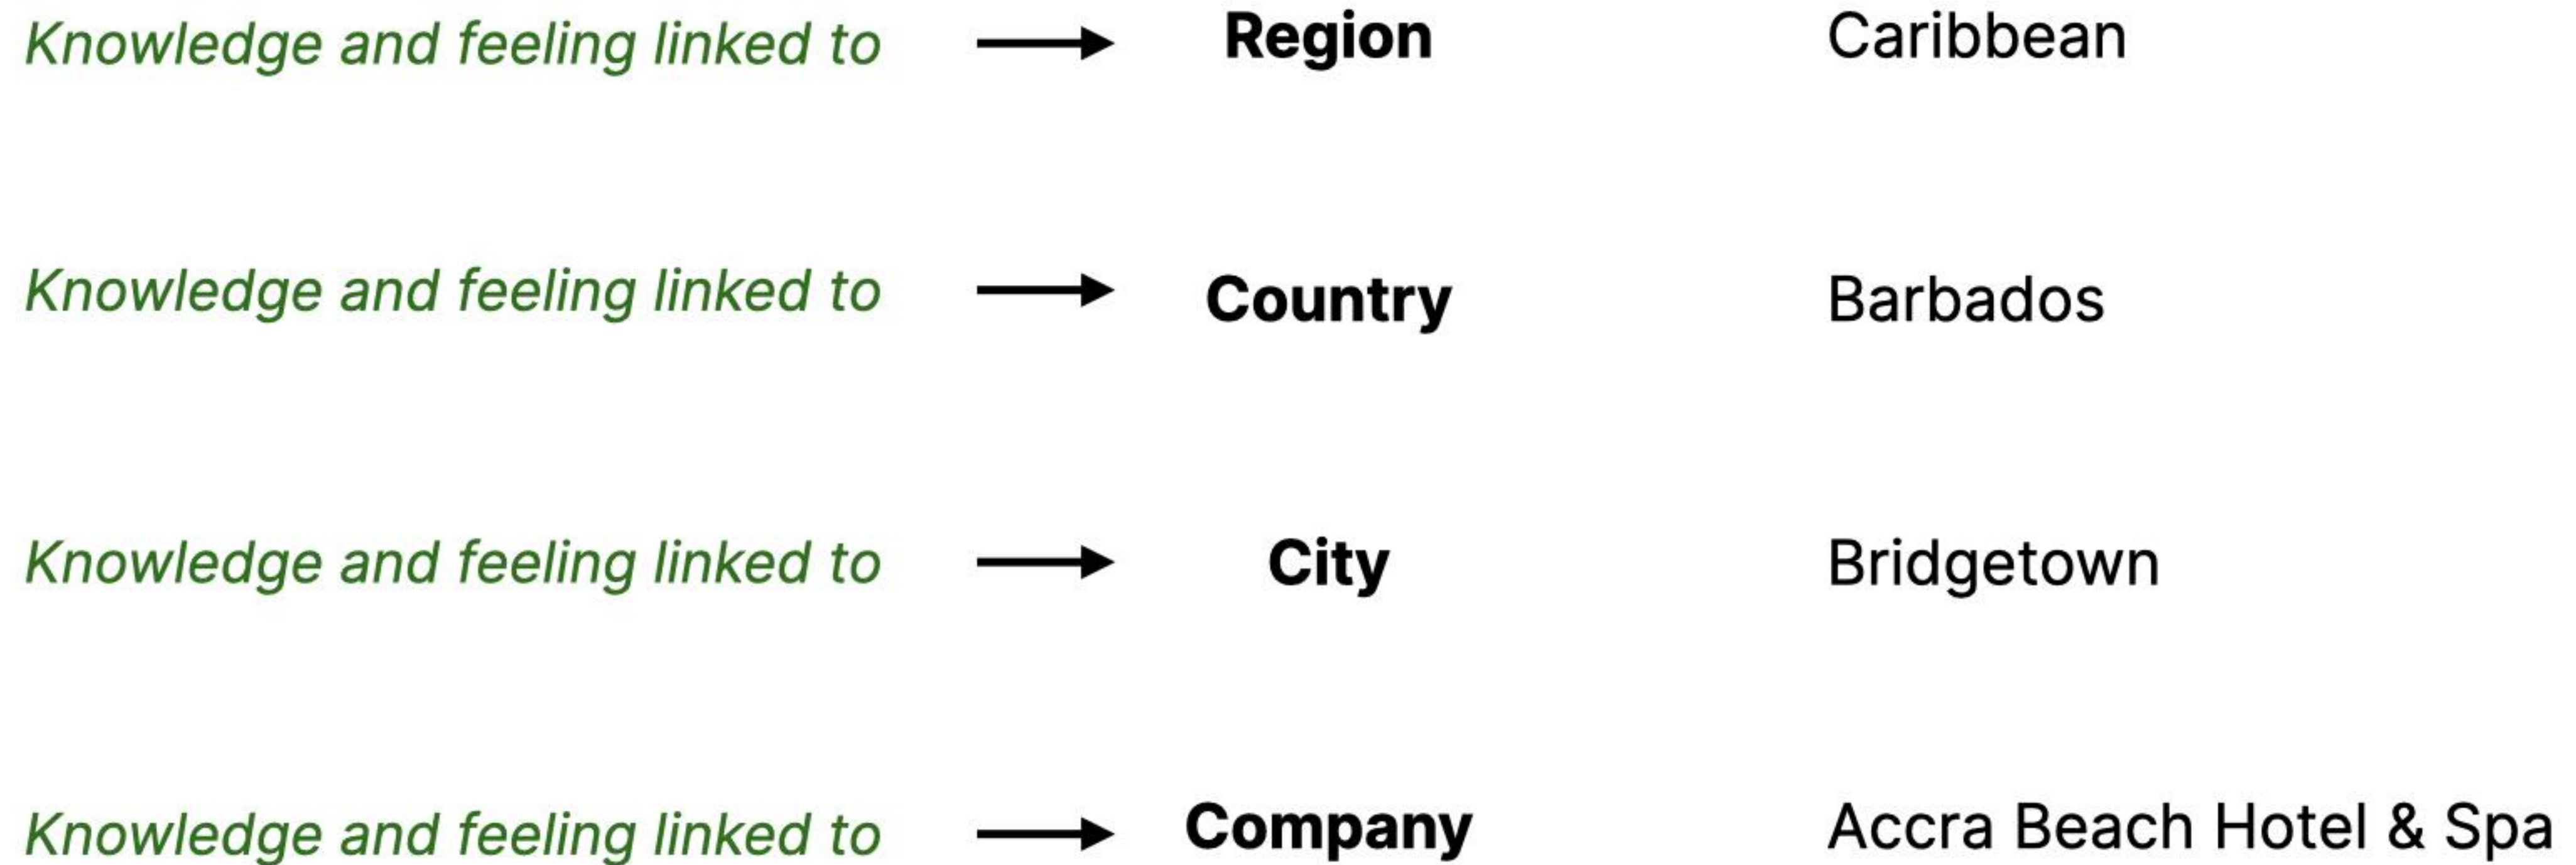 Knowledge and feeling linked to Region Caribbean
Knowledge and feeling linked to Country Barbados
Knowledge and feeling linked to City Bridgetown
Knowledge and feeling linked to Company Accra Beach Hotel & Spa